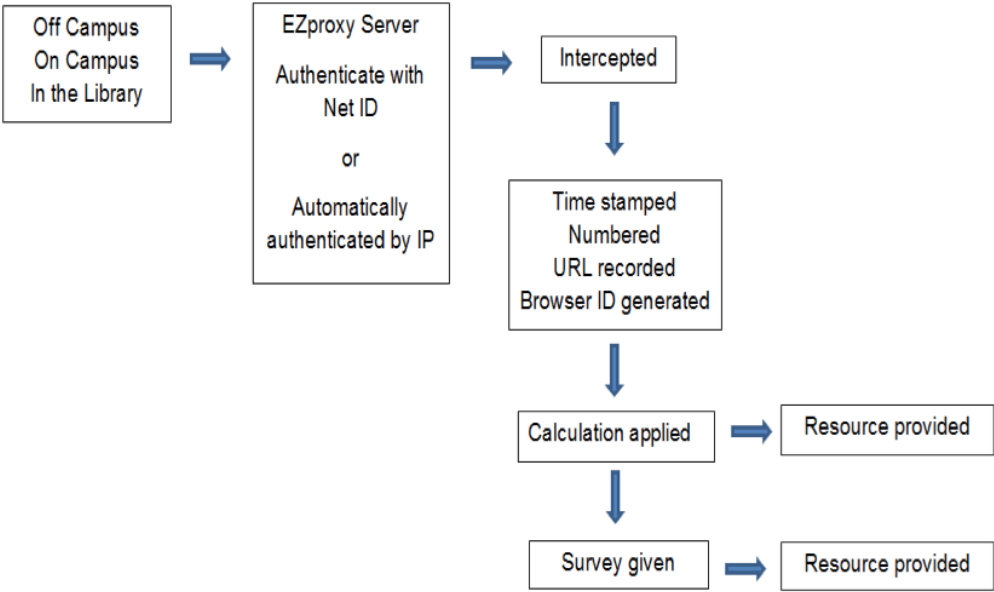 Off Campus
On Campus
In the Library
EZproxy Server
Authenticate with
Net ID
or
Automatically
authenticated by IP
Intercepted
Time stamped
Numbered
URL recorded
Browser ID generated
Calculation applied
Resource provided
Survey given
Resource provided